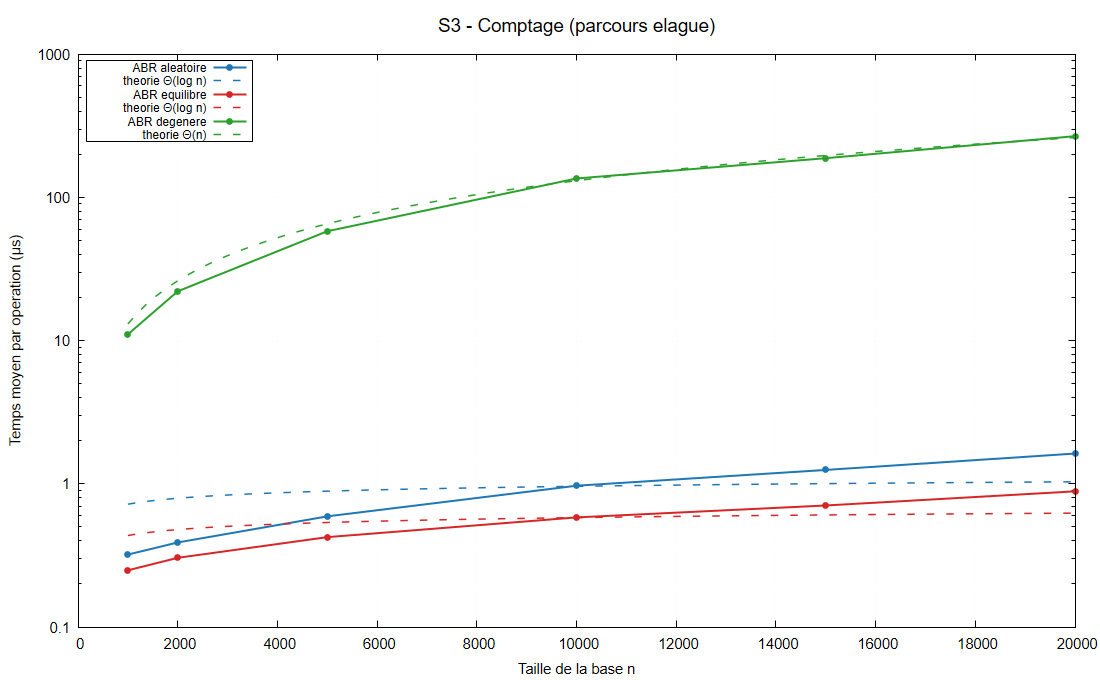 S3 - Comptage (parcours elague)
1000
100
10
1
0.1
Temps moyen par operation (µs)
ABR aleatoire
theorie Θ(log n)
ABR equilibre
theorie Θ(log n)
ABR degenere
theorie Θ(n)
0 2000 4000 6000 8000 10000 12000 14000 16000 18000 20000
Taille de la base n